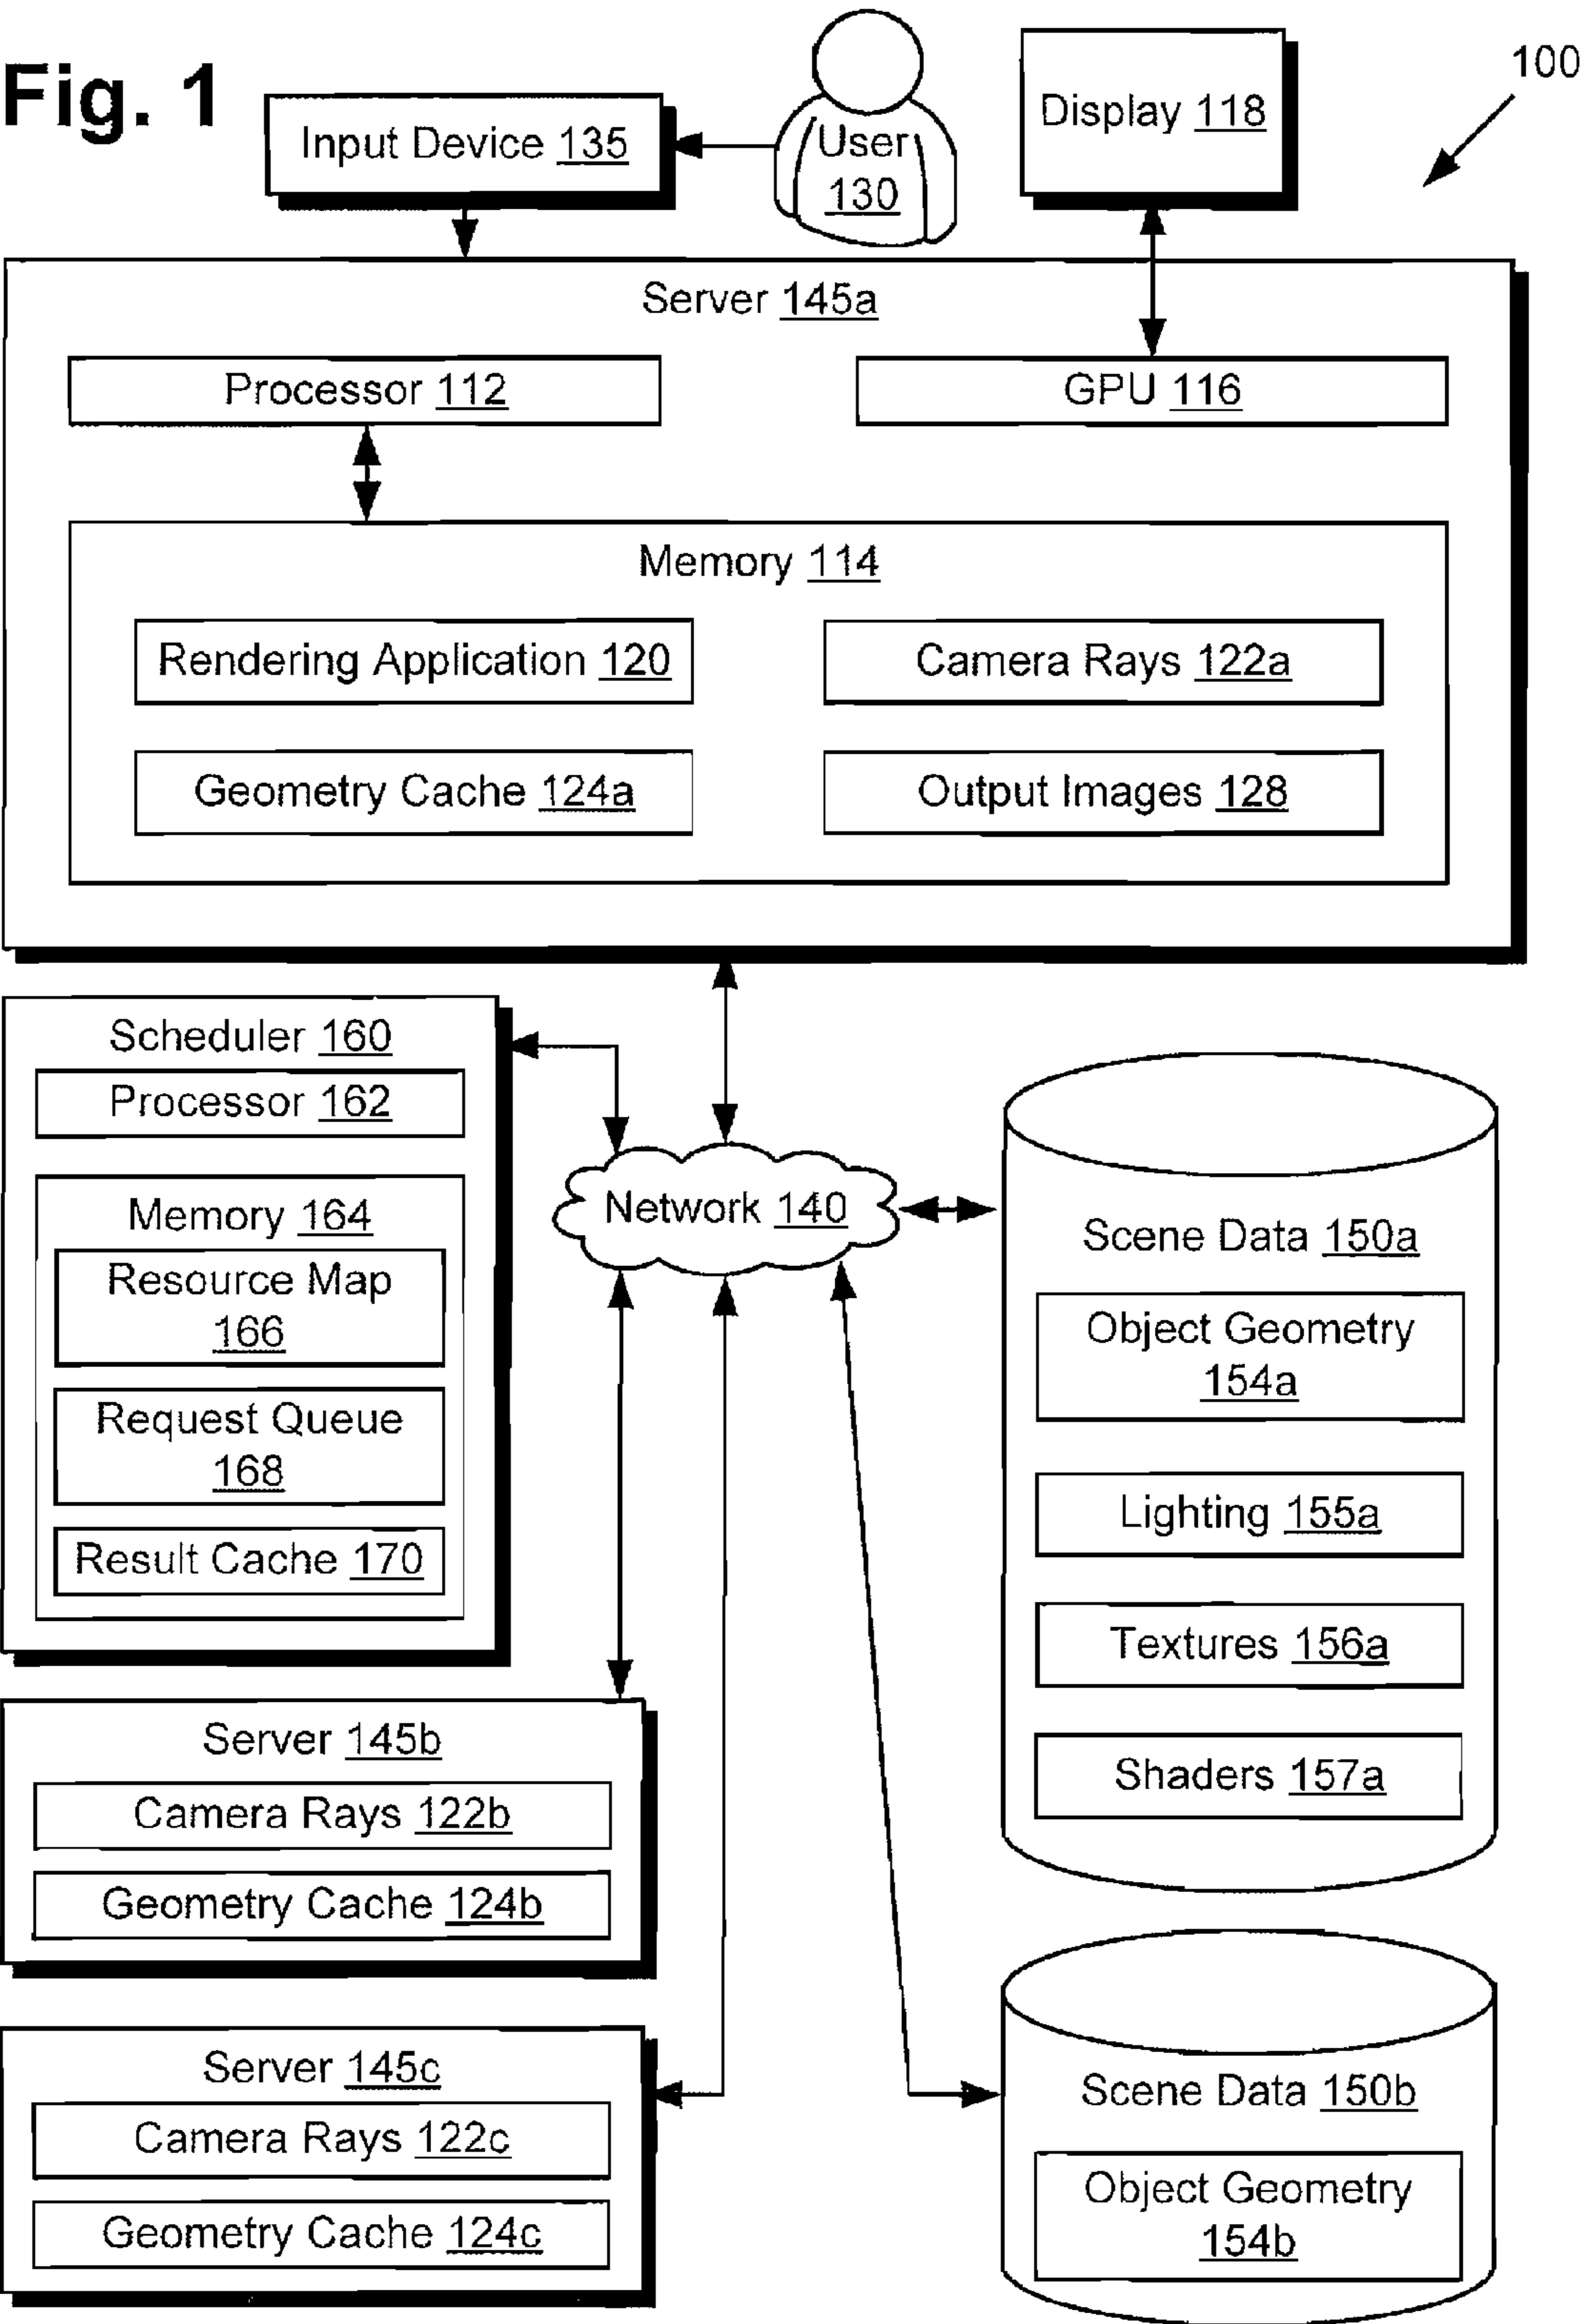 Fig. 1
100
Input Device 135
User
130
Display 118
Server 145a
Processor 112
GPU 116
Memory 114
Rendering Application 120
Camera Rays 122a
Geometry Cache 124a
Output Images 128
Scheduler 160
Processor 162
Memory 164
Resource Map
166
Request Queue
168
Result Cache 170
Network 140
Scene Data 150a
Object Geometry
154a
Lighting 155a
Textures 156a
Shaders 157a
Server 145b
Camera Rays 122b
Geometry Cache 124b
Server 145c
Camera Rays 122c
Geometry Cache 124c
Scene Data 150b
Object Geometry
154b